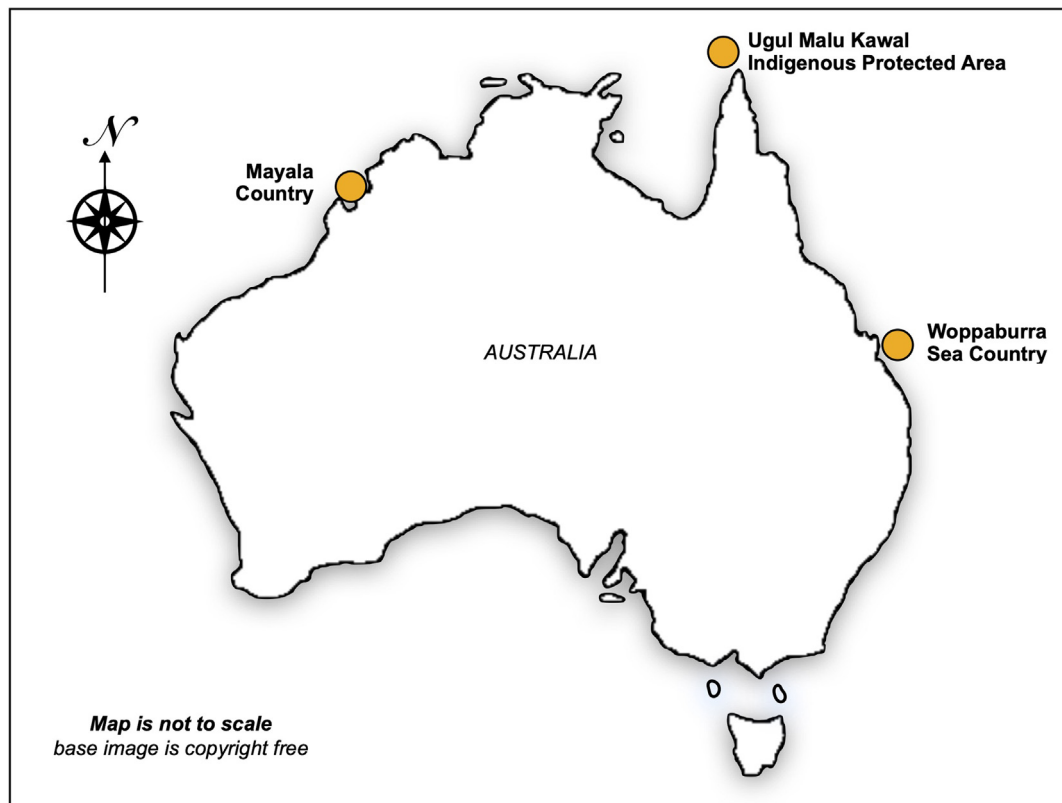 Ugul Malu Kawal
Indigenous Protected Area
N
Mayala
Country
Woppaburra
Sea Country
AUSTRALIA
Map is not to scale
base image is copyright free